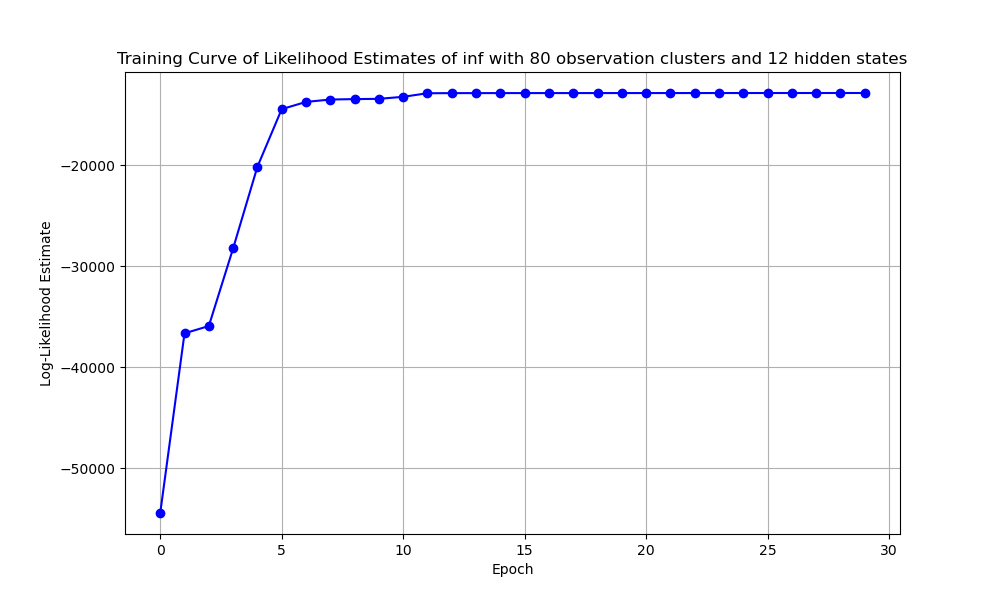 Training Curve of Likelihood Estimates of inf with 80 observation clusters and 12 hidden states
Log-Likelihood Estimate
−20000
−30000
−40000
−50000
0 5 10 15 20 25 30
Epoch